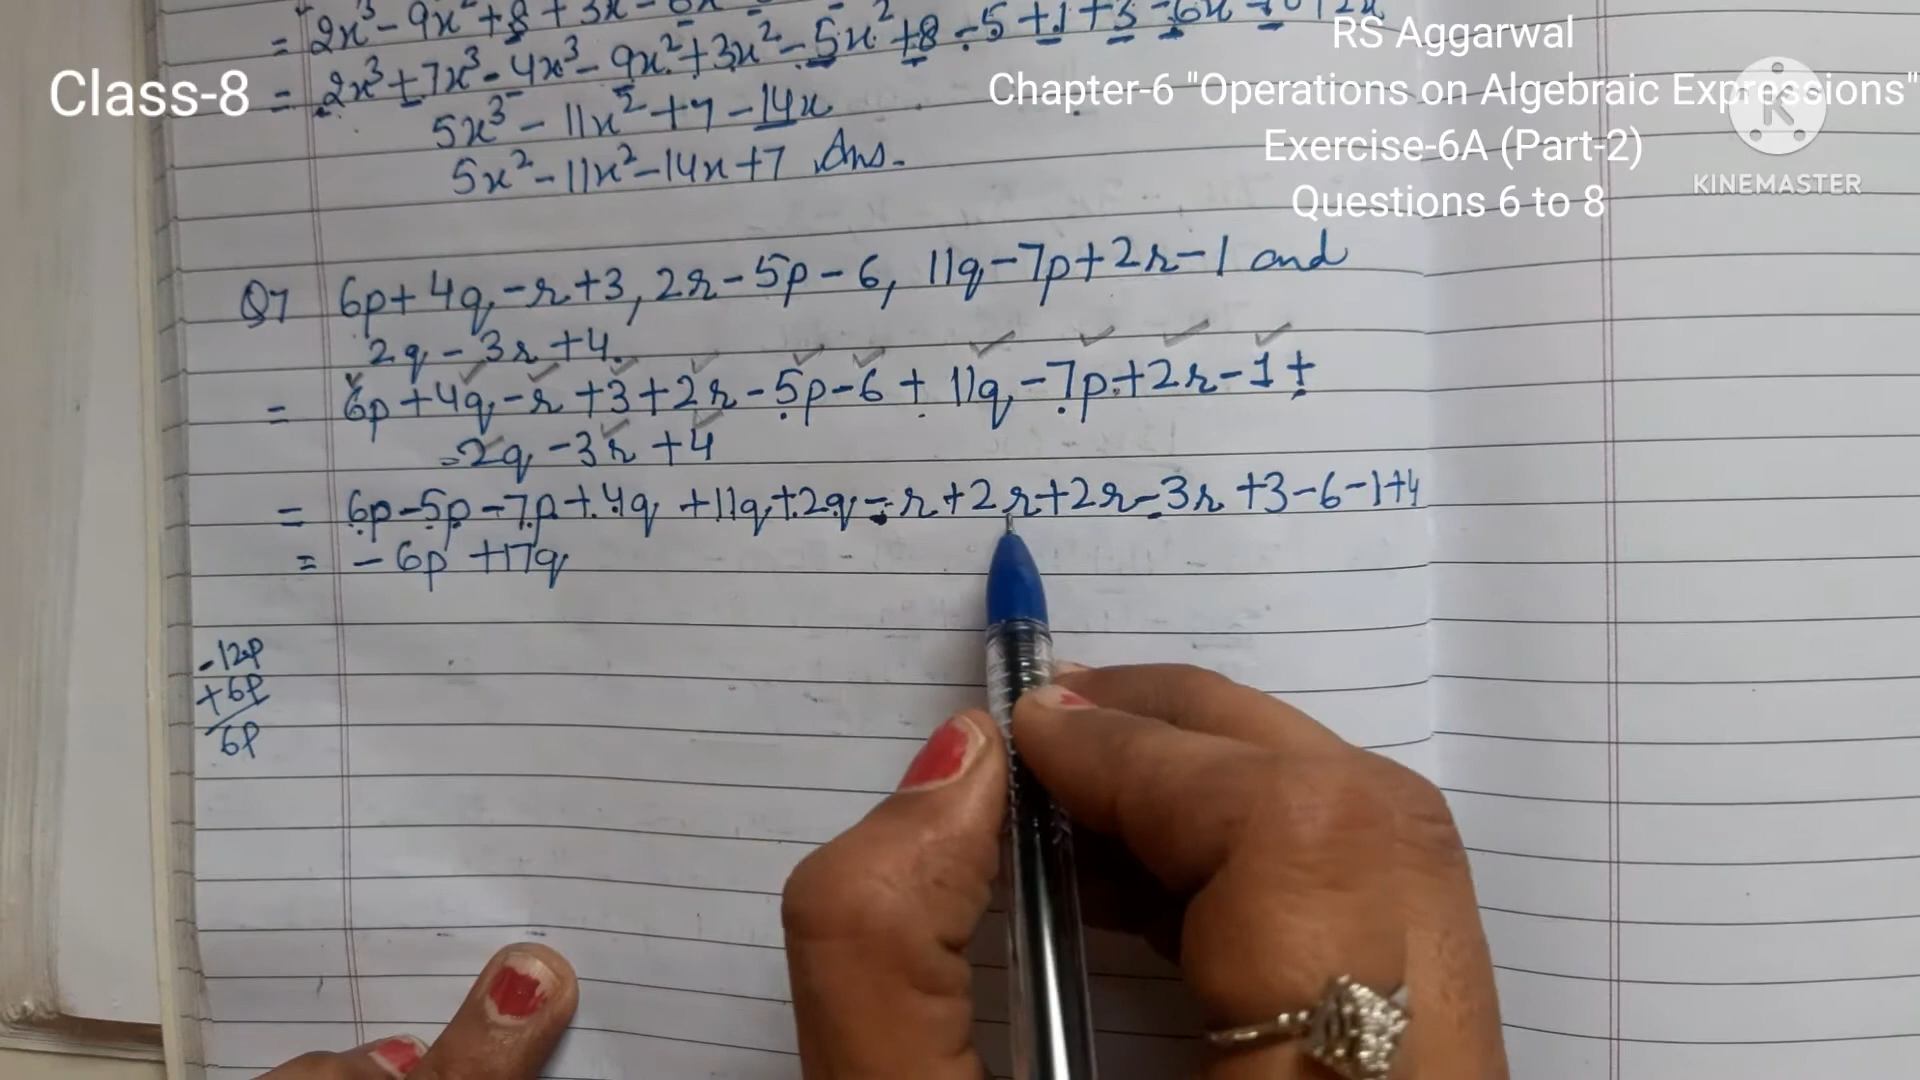 = 2x³ - 9x² + 8 + 3x
= 2x³ + 7x³ - 4x³ - 9x² + 3x² - 5x² + 8 - 5 + 1 + 3 - 6x
5x³ - 11x² + 7 - 14x
5x² - 11x² - 14x + 7 Ans.
Class-8
RS Aggarwal
Chapter-6 "Operations on Algebraic Expressions"
Exercise-6A (Part-2)
Questions 6 to 8
KINEMASTER
Q7 6p + 4q - r + 3, 2r - 5p - 6, 11q - 7p + 2r - 1 and
2q - 3r + 4.
= 6p + 4q - r + 3 + 2r - 5p - 6 + 11q - 7p + 2r - 1 +
2q - 3r + 4
= 6p - 5p - 7p + 4q + 11q + 2q - r + 2r + 2r - 3r + 3 - 6 - 1 + 4
= - 6p + 17q
-12p
+6p
6p